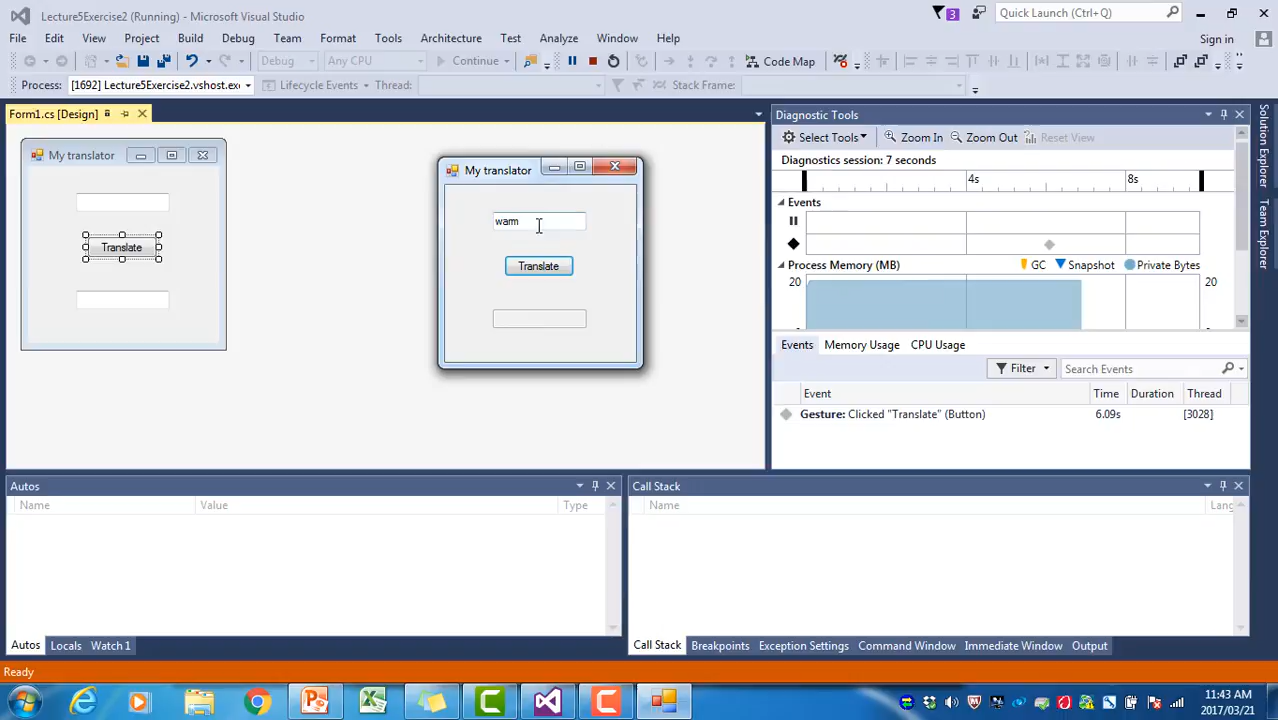 Lecture5Exercise2 (Running) - Microsoft Visual Studio
3
Quick Launch (Ctrl+Q)
File Edit View Project Build Debug Team Format Tools Architecture Test Analyze Window Help
Sign in
Debug Any CPU Continue Code Map
Process: [1692] Lecture5Exercise2.vshost.ex Lifecycle Events Thread: Stack Frame:
Form1.cs [Design]
My translator
Translate
My translator
warm
Translate
Diagnostic Tools
Select Tools Zoom In Zoom Out Reset View
Diagnostics session: 7 seconds
4s 8s
Events
Process Memory (MB) GC Snapshot Private Bytes
20 20
Events Memory Usage CPU Usage
Filter Search Events
Event Time Duration Thread
Gesture: Clicked "Translate" (Button) 6.09s [3028]
Solution Explorer
Team Explorer
Autos
Name Value Type
Autos Locals Watch 1
Call Stack
Name Lang
Call Stack Breakpoints Exception Settings Command Window Immediate Window Output
Ready
11:43 AM
2017/03/21